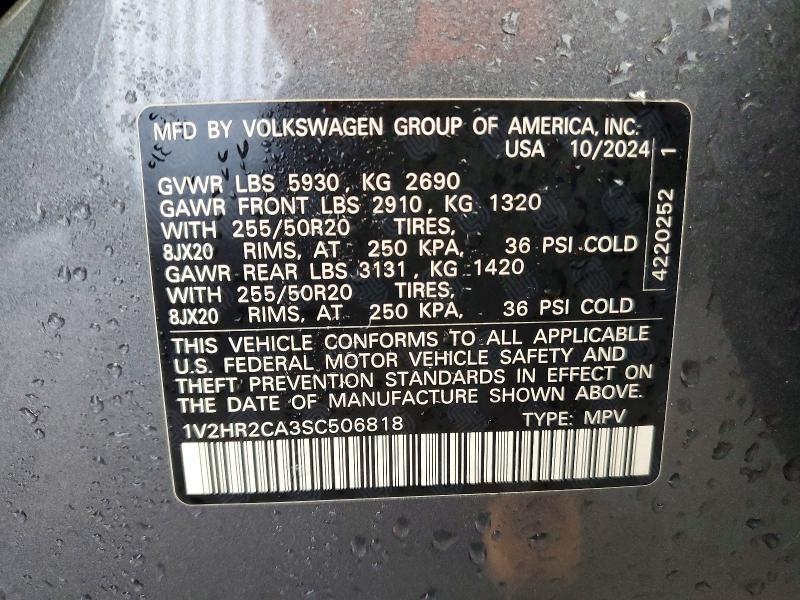 MFD BY VOLKSWAGEN GROUP OF AMERICA, INC.
USA 10/2024
GVWR LBS 5930, KG 2690
GAWR FRONT LBS 2910, KG 1320
WITH 255/50R20 TIRES,
8JX20 RIMS, AT 250 KPA, 36 PSI COLD
GAWR REAR LBS 3131, KG 1420
WITH 255/50R20 TIRES,
8JX20 RIMS, AT 250 KPA, 36 PSI COLD
4220252 1
THIS VEHICLE CONFORMS TO ALL APPLICABLE
U.S. FEDERAL MOTOR VEHICLE SAFETY AND
THEFT PREVENTION STANDARDS IN EFFECT ON
THE DATE OF MANUFACTURE SHOWN ABOVE.
1V2HR2CA3SC506818 TYPE: MPV